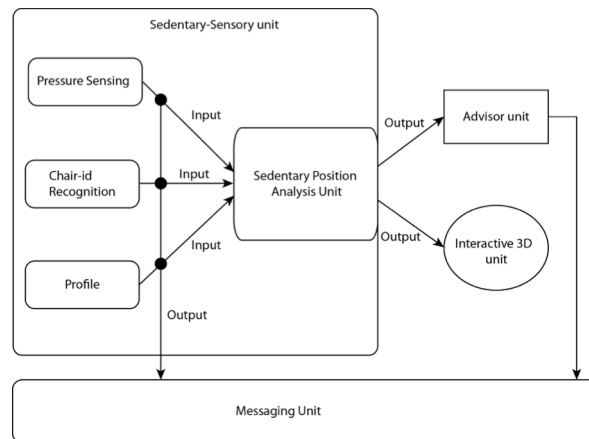 Sedentary-Sensory unit
Pressure Sensing
Input
Output
Advisor unit
Chair-id
Recognition
Input
Sedentary Position
Analysis Unit
Input
Output
Interactive 3D
unit
Profile
Output
Messaging Unit